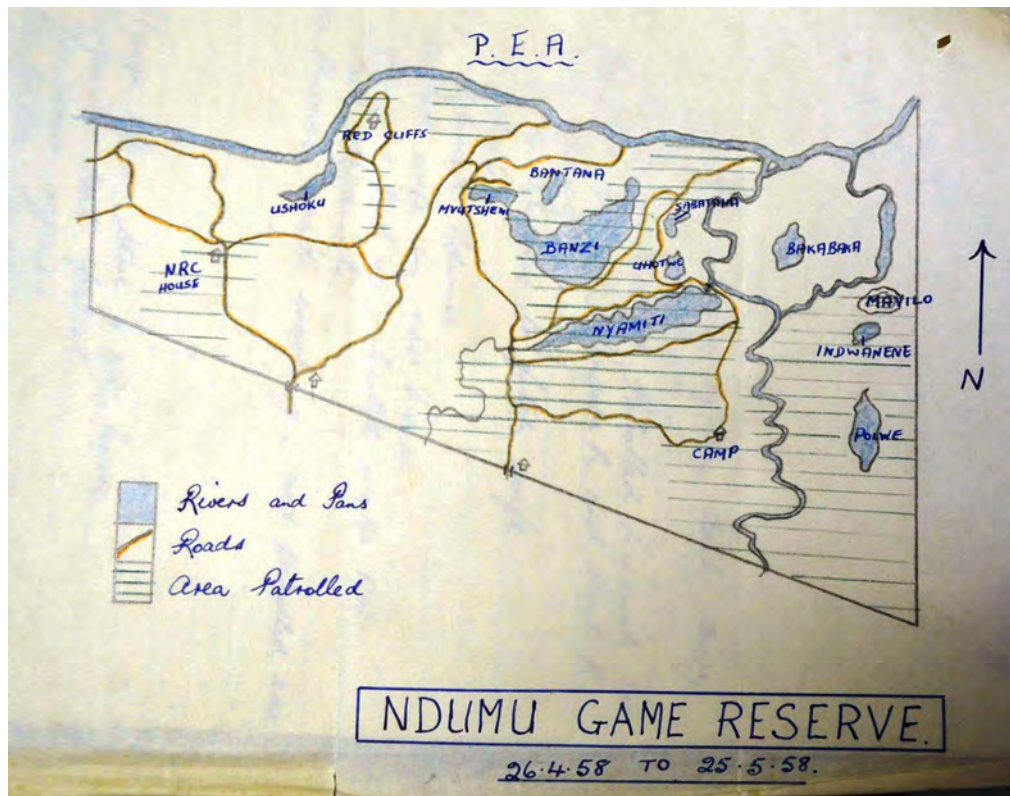 P.E.A.
RED CLIFFS
USHOKU
BANTANA
MVUTSHENI
SABATANA
BANZI
UHOTWE
BAKABAKA
NRC
HOUSE
MAVILO
NYAMITI
INDWANENE
N
POLWE
CAMP
Rivers and Pans
Roads
Area Patrolled
NDUMU GAME RESERVE.
26.4.58 TO 25.5.58.